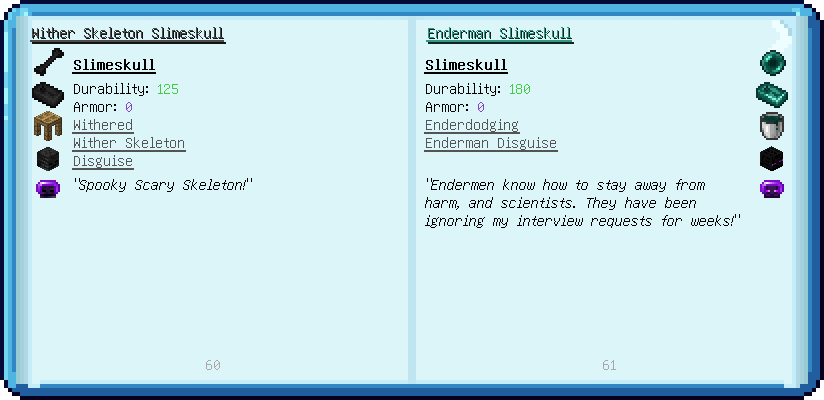 Wither Skeleton Slimeskull
Slimeskull
Durability: 125
Armor: 0
Withered
Wither Skeleton
Disguise
"Spooky Scary Skeleton!"
60
Enderman Slimeskull
Slimeskull
Durability: 180
Armor: 0
Enderdodging
Enderman Disguise
"Endermen know how to stay away from
harm, and scientists. They have been
ignoring my interview requests for weeks!"
61